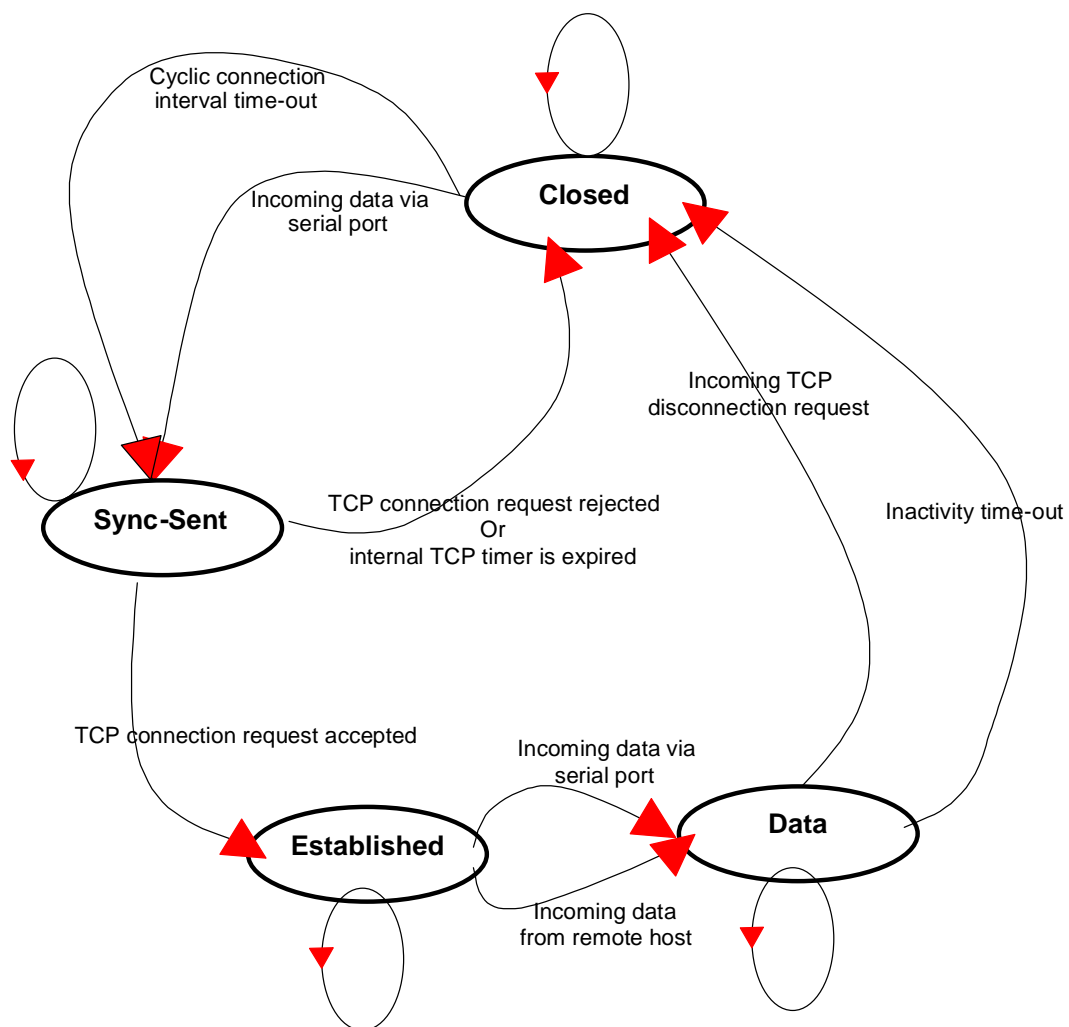 Cyclic connection
interval time-out
Closed
Incoming data via
serial port
Incoming TCP
disconnection request
Sync-Sent
TCP connection request rejected
Or
internal TCP timer is expired
Inactivity time-out
TCP connection request accepted
Incoming data via
serial port
Established
Data
Incoming data
from remote host